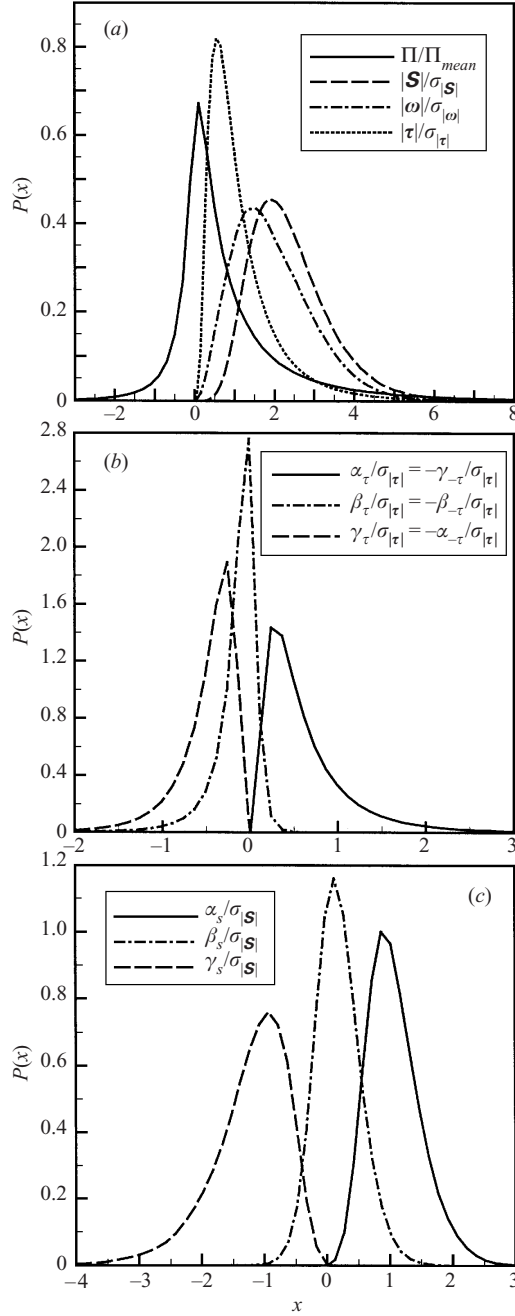 (a)
Π/Π_mean
|S|/σ_|S|
|ω|/σ_|ω|
|τ|/σ_|τ|
P(x)
0.8
0.6
0.4
0.2
0
−2 0 2 4 6 8
(b)
α_τ/σ_|τ| = −γ_−τ/σ_|τ|
β_τ/σ_|τ| = −β_−τ/σ_|τ|
γ_τ/σ_|τ| = −α_−τ/σ_|τ|
P(x)
2.8
2.4
2.0
1.6
1.2
0.8
0.4
0
−2 −1 0 1 2 3
(c)
α_s/σ_|S|
β_s/σ_|S|
γ_s/σ_|S|
P(x)
1.2
1.0
0.8
0.6
0.4
0.2
0
−4 −3 −2 −1 0 1 2 3
x